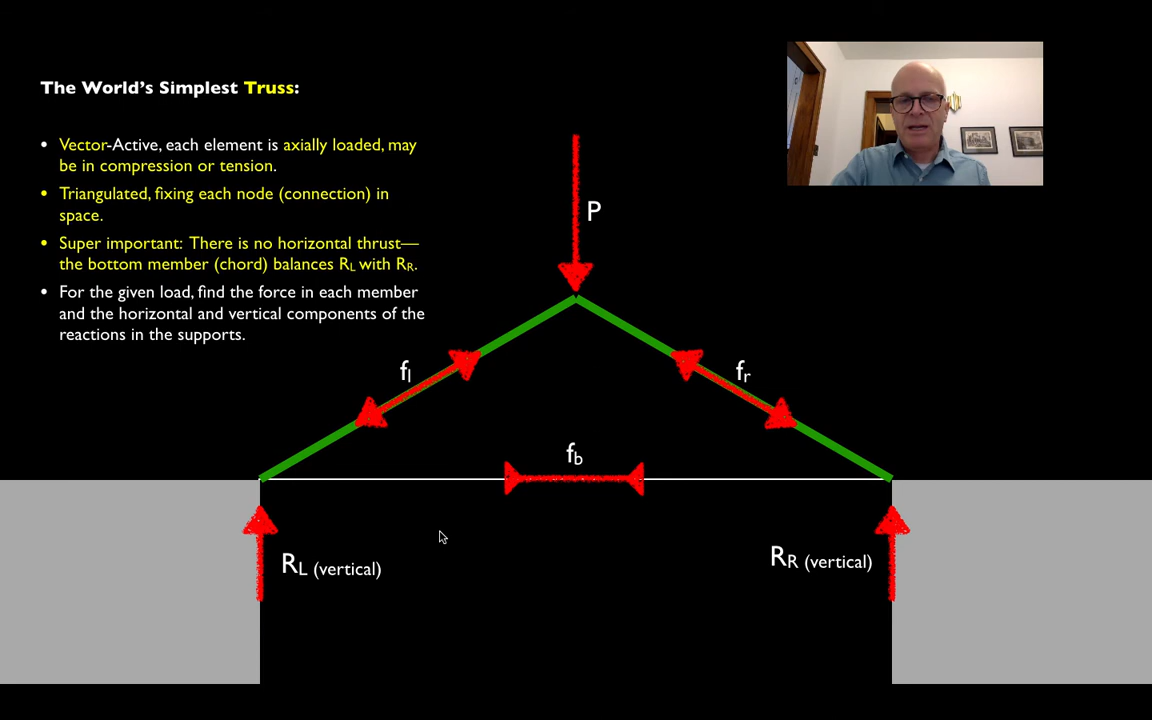 The World's Simplest Truss:
• Vector-Active, each element is axially loaded, may
be in compression or tension.
• Triangulated, fixing each node (connection) in
space.
• Super important: There is no horizontal thrust—
the bottom member (chord) balances RL with RR.
• For the given load, find the force in each member
and the horizontal and vertical components of the
reactions in the supports.
P
fl
fr
fb
RL (vertical)
RR (vertical)